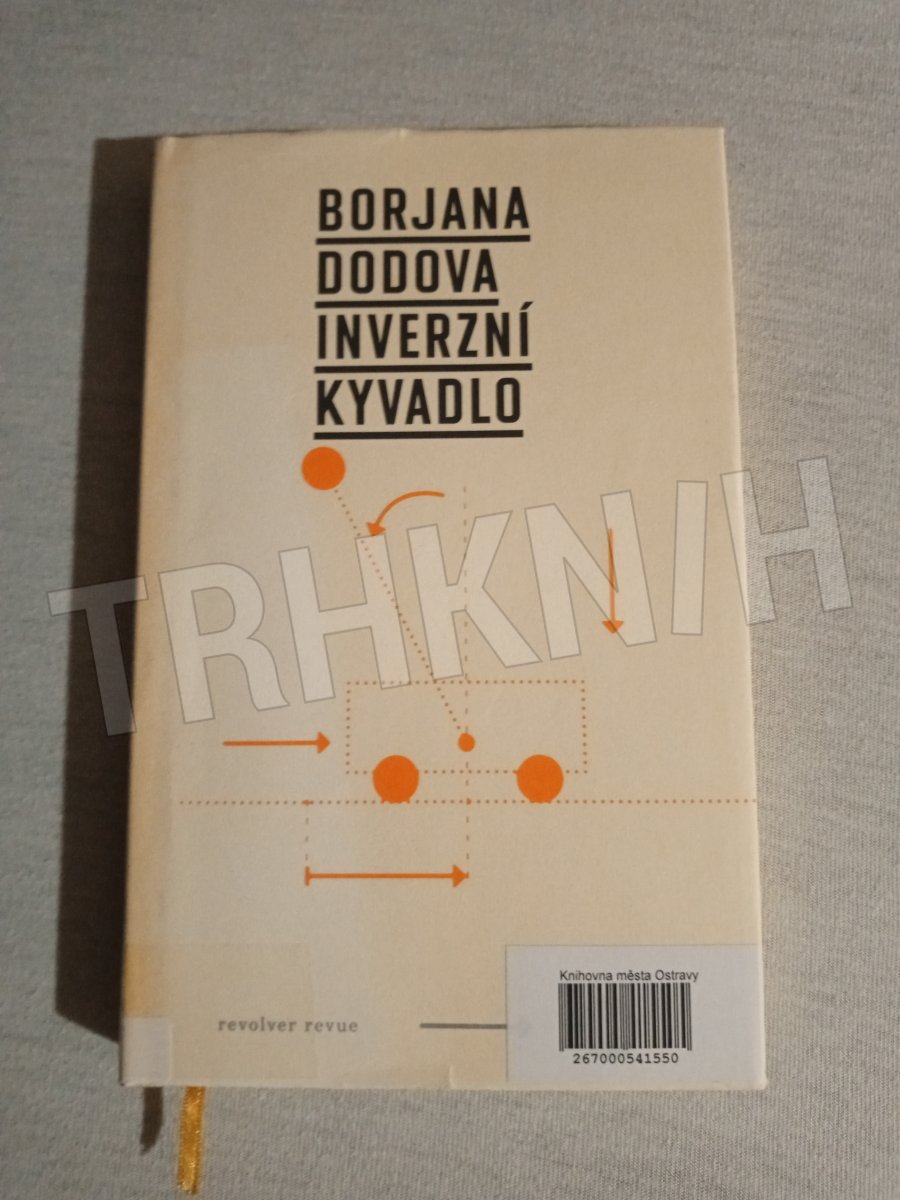 BORJANA
DODOVA
INVERZNÍ
KYVADLO
TRHKNIH
revolver revue
Knihovna města Ostravy
267000541550